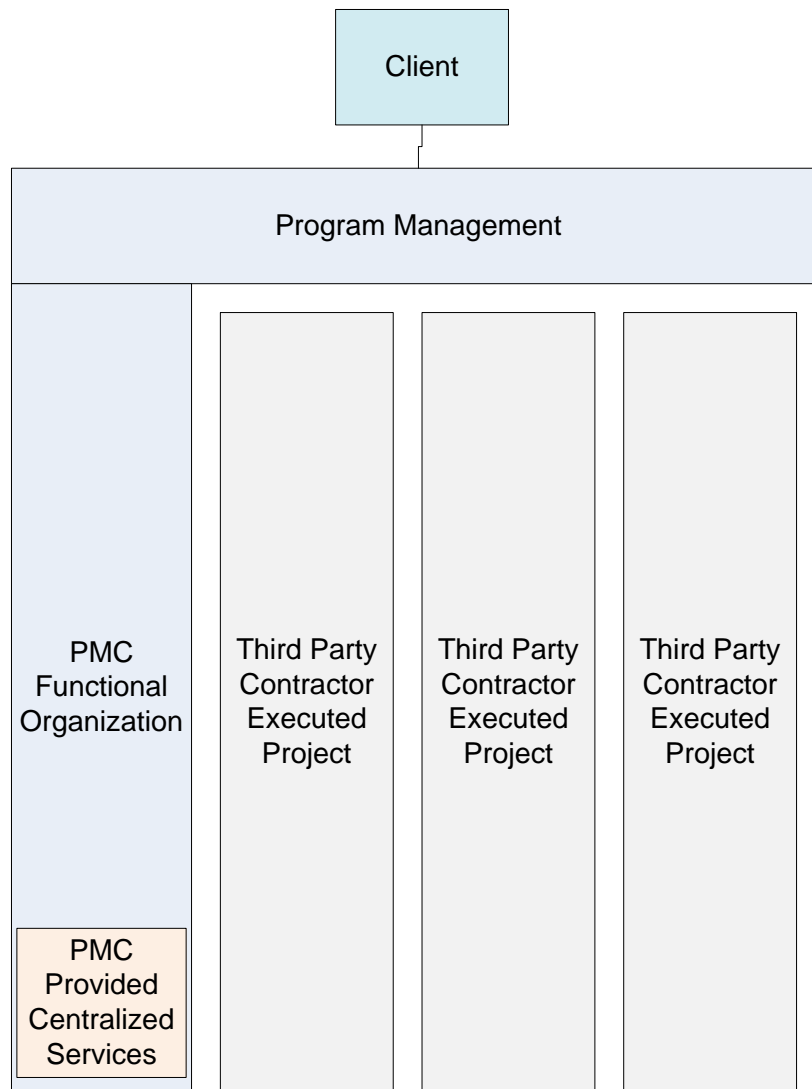 Client
Program Management
PMC
Functional
Organization
Third Party
Contractor
Executed
Project
Third Party
Contractor
Executed
Project
Third Party
Contractor
Executed
Project
PMC
Provided
Centralized
Services